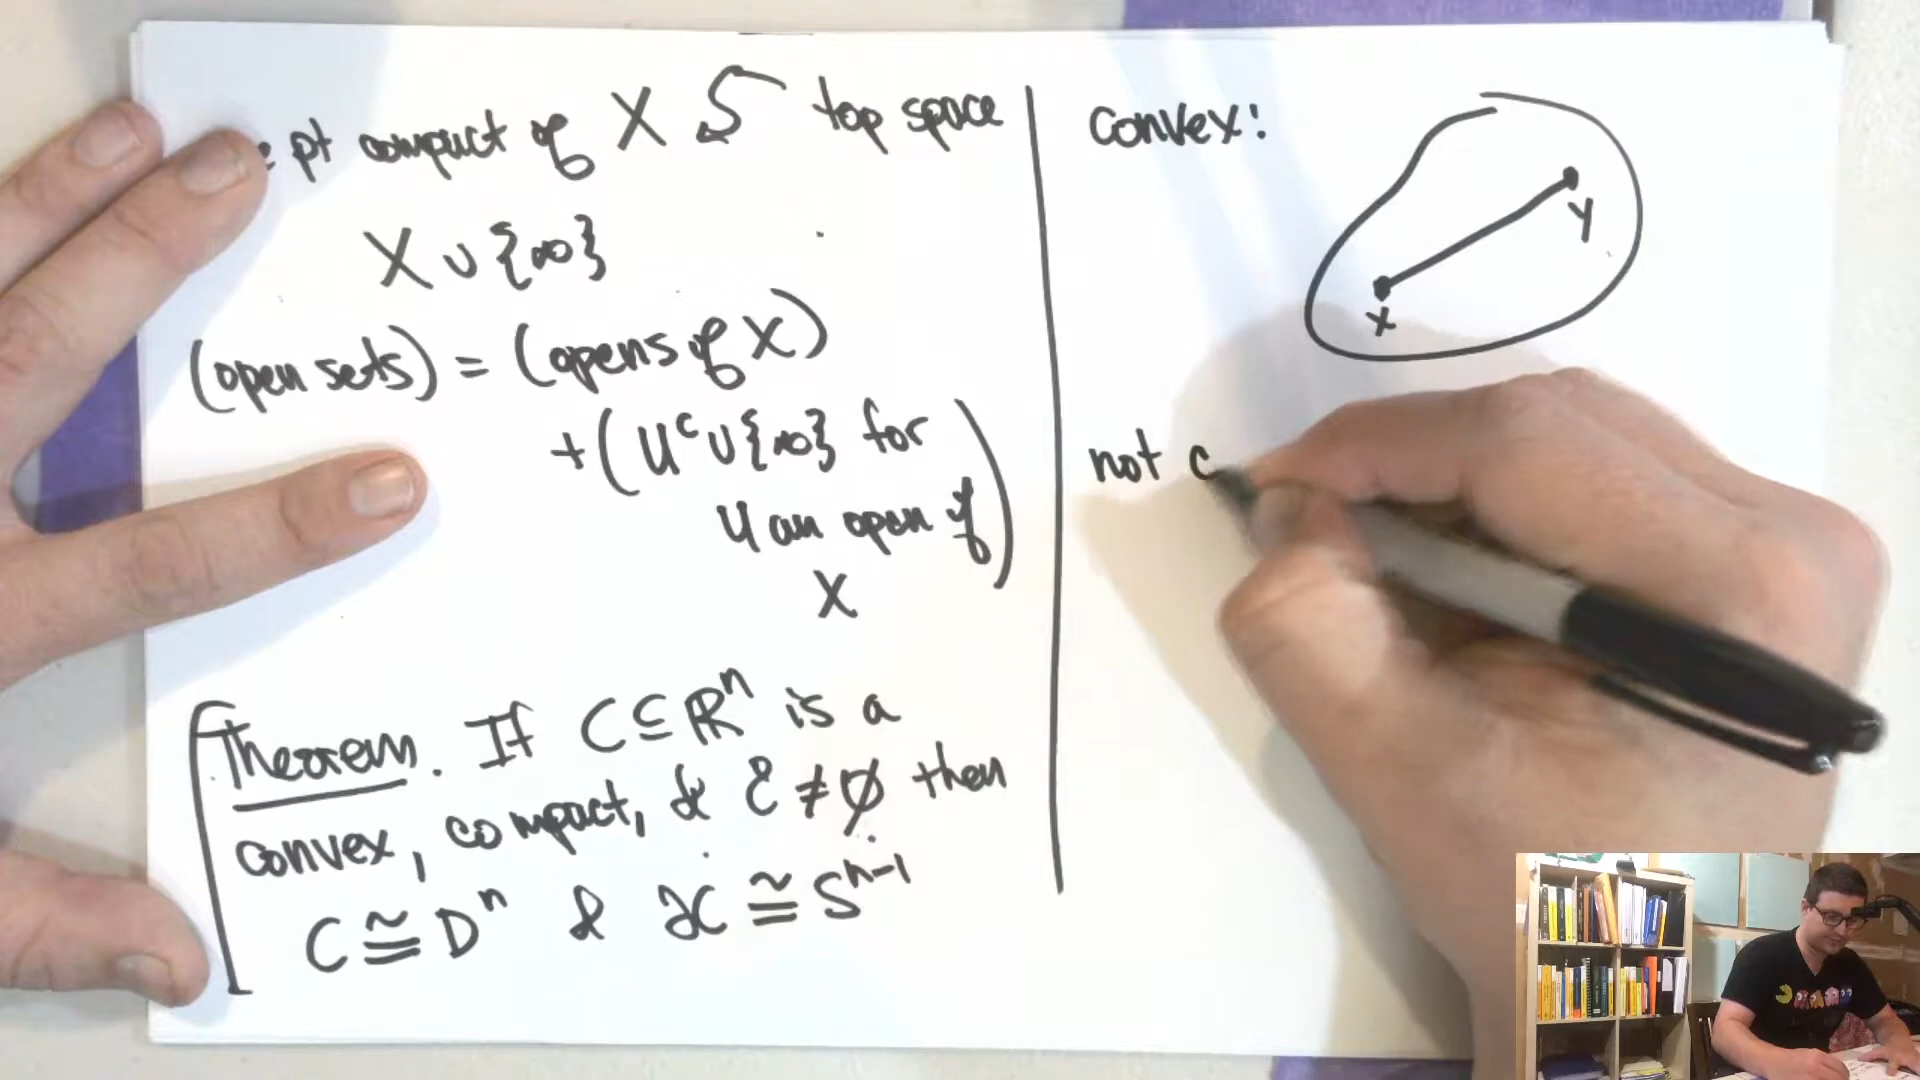 pt compact of X top space
X ∪ {∞}
(open sets) = (opens of X)
+ (U^c ∪ {∞} for
U an open of
X)
Theorem. If C ⊆ ℝ^n is a
convex, compact, & C̊ ≠ ∅ then
C ≅ D^n & ∂C ≅ S^{n-1}
convex:
y
x
not c